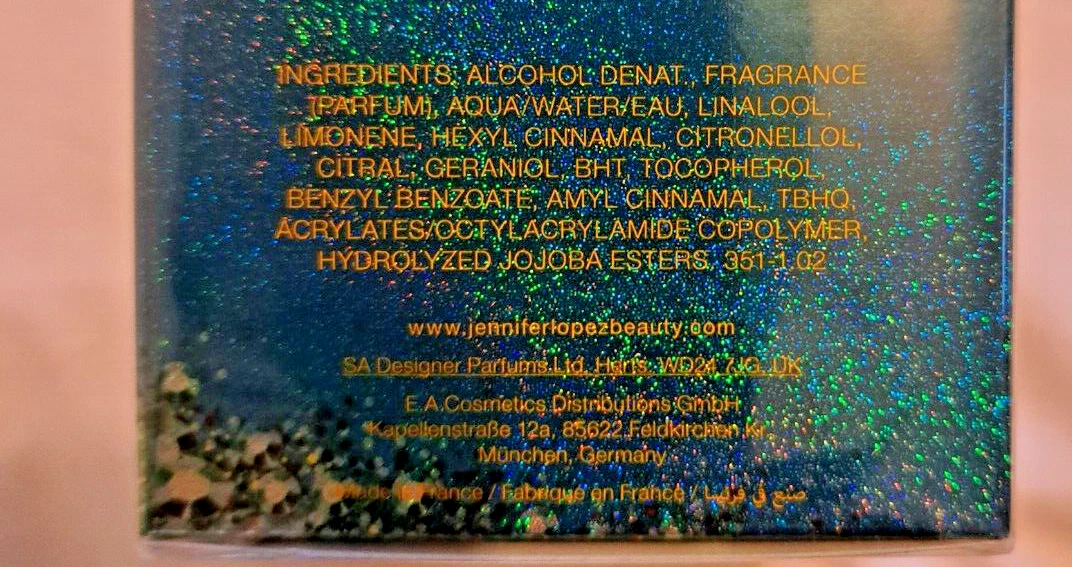 INGREDIENTS: ALCOHOL DENAT., FRAGRANCE
(PARFUM), AQUA/WATER/EAU, LINALOOL,
LIMONENE, HEXYL CINNAMAL, CITRONELLOL,
CITRAL, GERANIOL, BHT, TOCOPHEROL,
BENZYL BENZOATE, AMYL CINNAMAL, TBHQ,
ACRYLATES/OCTYLACRYLAMIDE COPOLYMER,
HYDROLYZED JOJOBA ESTERS. 351-1.02
www.jenniferlopezbeauty.com
SA Designer Parfums Ltd. Herts. WD24 7JG. UK
E.A.Cosmetics Distributions GmbH
Kapellenstraße 12a, 85622 Feldkirchen Kr.
München, Germany
Made in France / Fabriqué en France / صنع في فرنسا